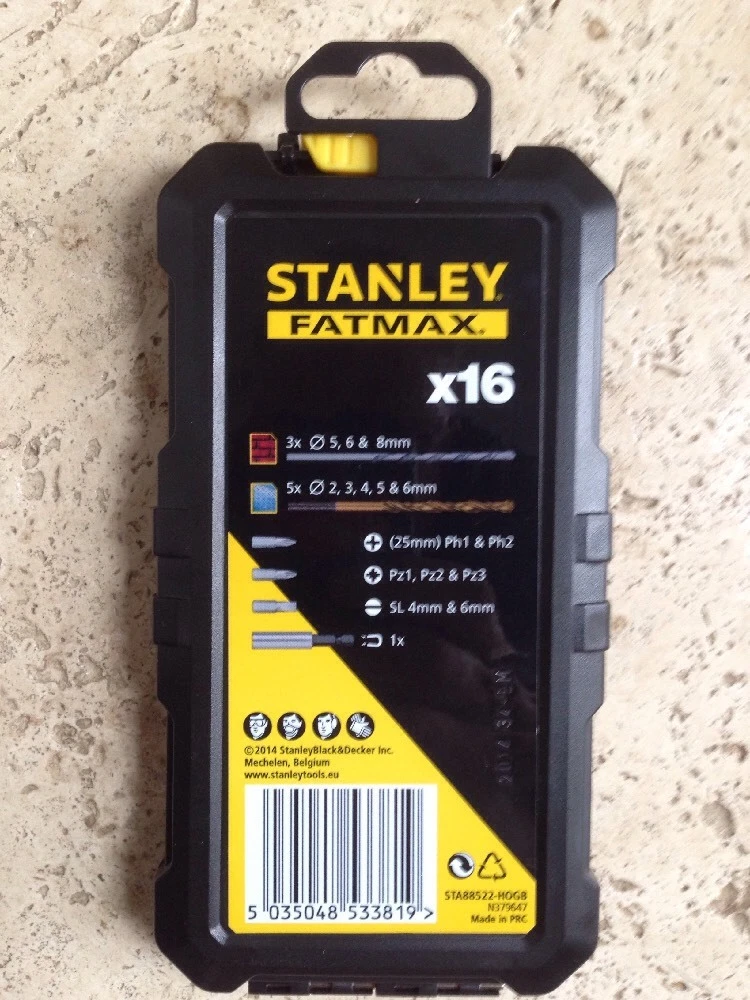 STANLEY
FATMAX.
x16
3x Ø 5, 6 & 8mm
5x Ø 2, 3, 4, 5 & 6mm
(25mm) Ph1 & Ph2
Pz1, Pz2 & Pz3
SL 4mm & 6mm
1x
©2014 StanleyBlack&Decker Inc.
Mechelen, Belgium
www.stanleytools.eu
5 035048 533819 >
STA88522-HOGB
N379647
Made in PRC